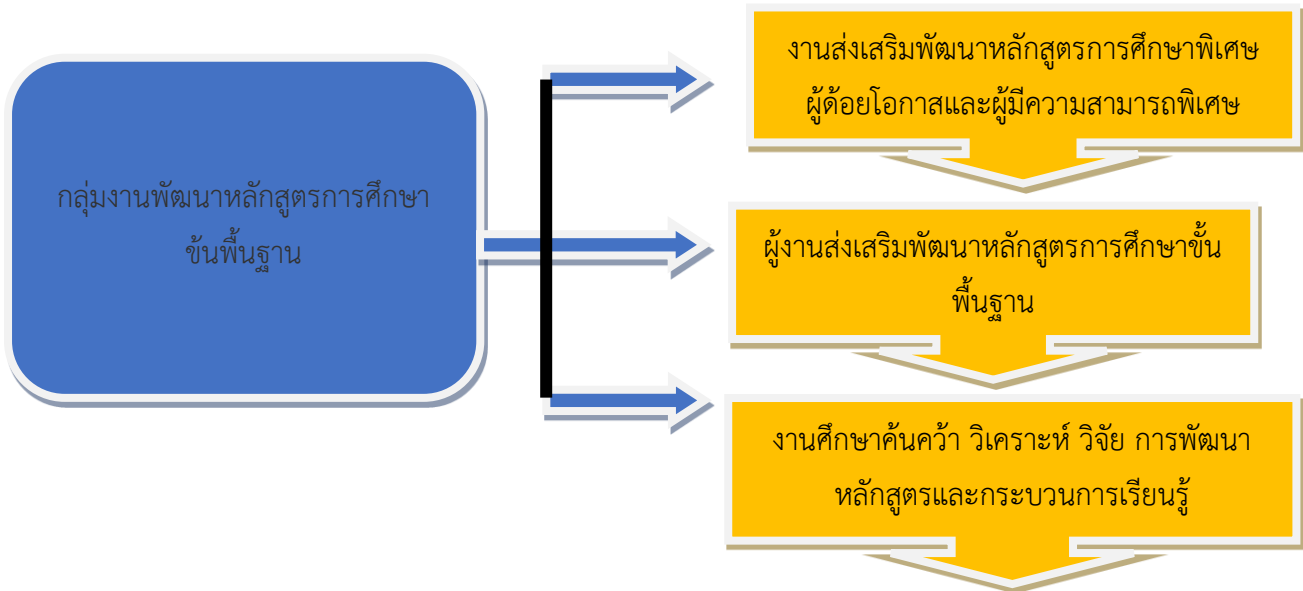 งานส่งเสริมพัฒนาหลักสูตรการศึกษาพิเศษ
ผู้ด้อยโอกาสและผู้มีความสามารถพิเศษ
กลุ่มงานพัฒนาหลักสูตรการศึกษา
ข้นพื้นฐาน
ผู้งานส่งเสริมพัฒนาหลักสูตรการศึกษาขั้น
พื้นฐาน
งานศึกษาค้นคว้า วิเคราะห์ วิจัย การพัฒนา
หลักสูตรและกระบวนการเรียนรู้